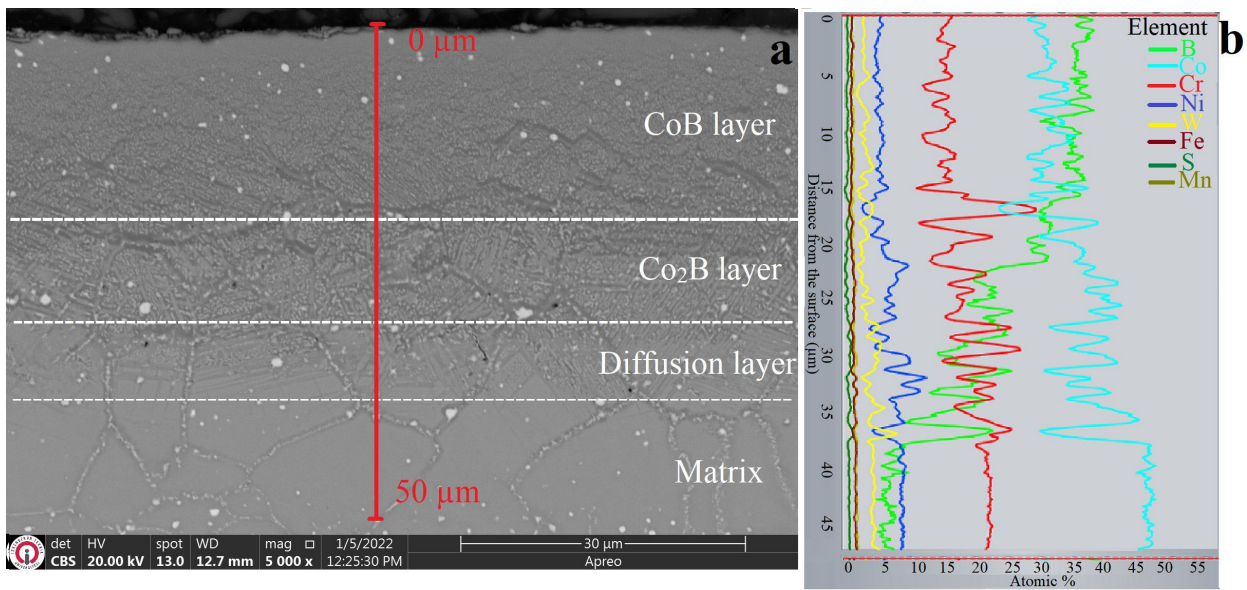 a
0 µm
CoB layer
Co₂B layer
Diffusion layer
Matrix
50 µm
det HV spot WD mag □ 1/5/2022 30 µm
CBS 20.00 kV 13.0 12.7 mm 5 000 x 12:25:30 PM Apreo
b
Element
B
Co
Cr
Ni
W
Fe
S
Mn
0
5
10
15
20
25
30
35
40
45
Distance from the surface (µm)
0 5 10 15 20 25 30 35 40 45 50 55
Atomic %